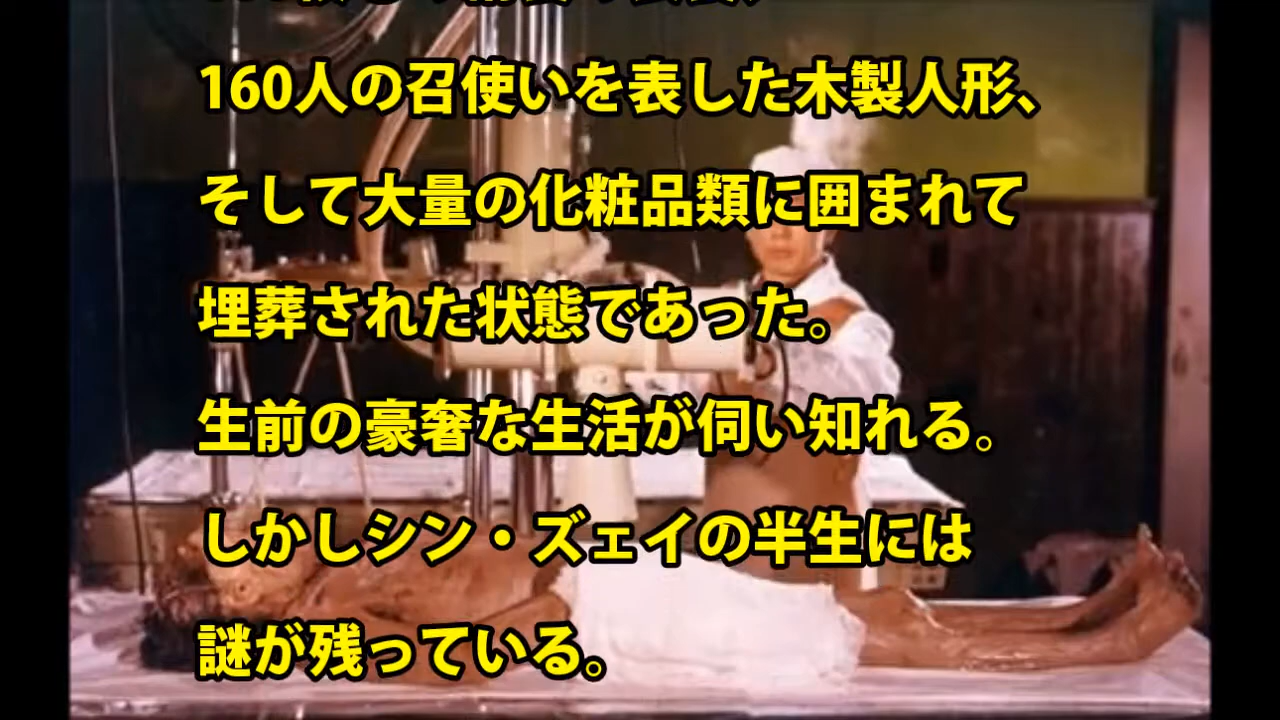 160人の召使いを表した木製人形、
そして大量の化粧品類に囲まれて
埋葬された状態であった。
生前の豪奢な生活が伺い知れる。
しかしシン・ズェイの半生には
謎が残っている。